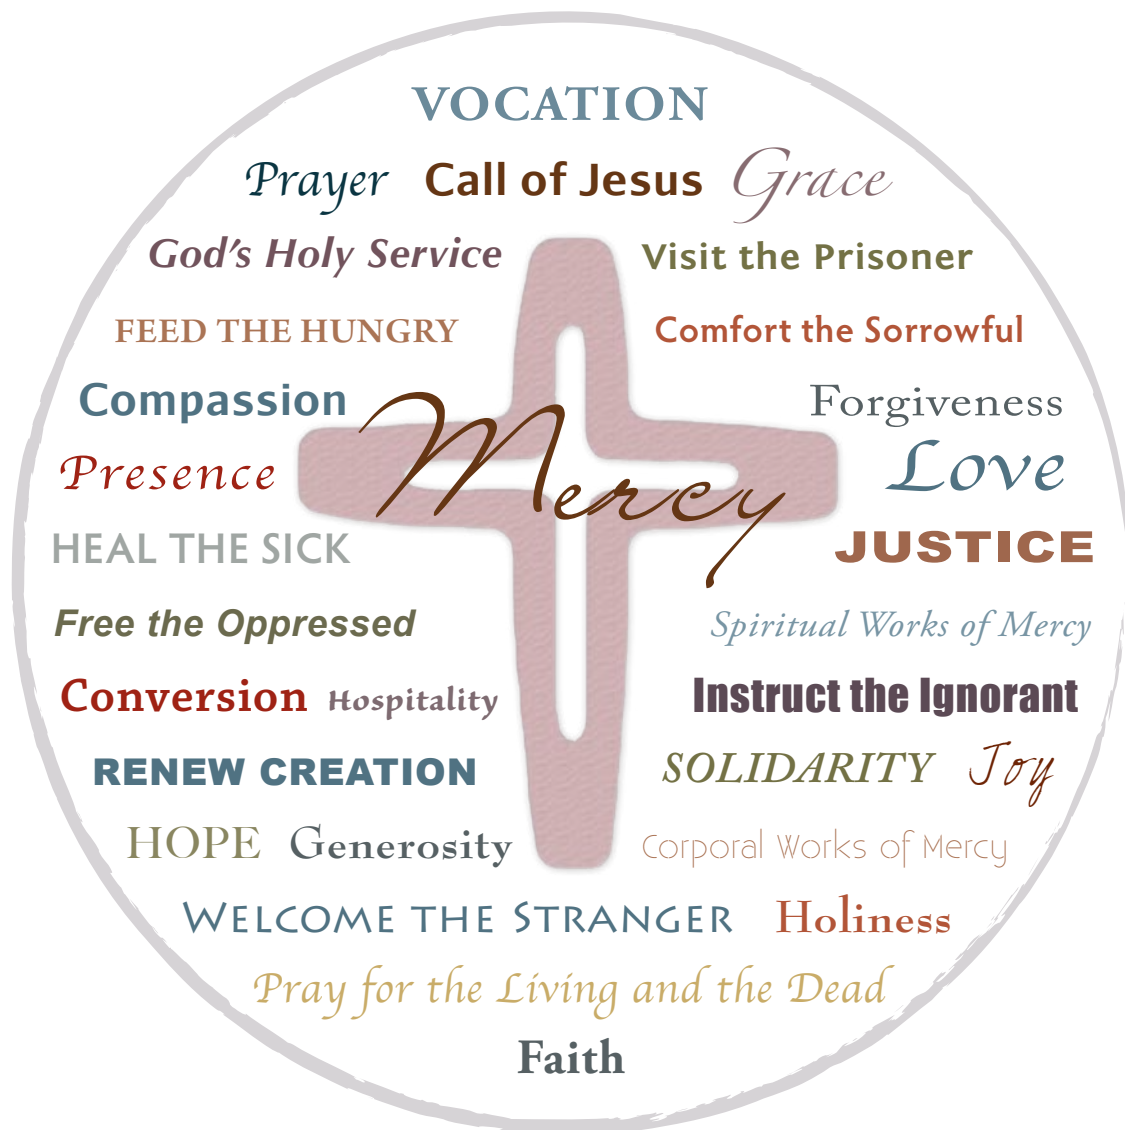 VOCATION
Prayer Call of Jesus Grace
God's Holy Service Visit the Prisoner
FEED THE HUNGRY Comfort the Sorrowful
Compassion Forgiveness
Mercy
Presence Love
HEAL THE SICK JUSTICE
Free the Oppressed Spiritual Works of Mercy
Conversion Hospitality Instruct the Ignorant
RENEW CREATION SOLIDARITY Joy
HOPE Generosity Corporal Works of Mercy
WELCOME THE STRANGER Holiness
Pray for the Living and the Dead
Faith